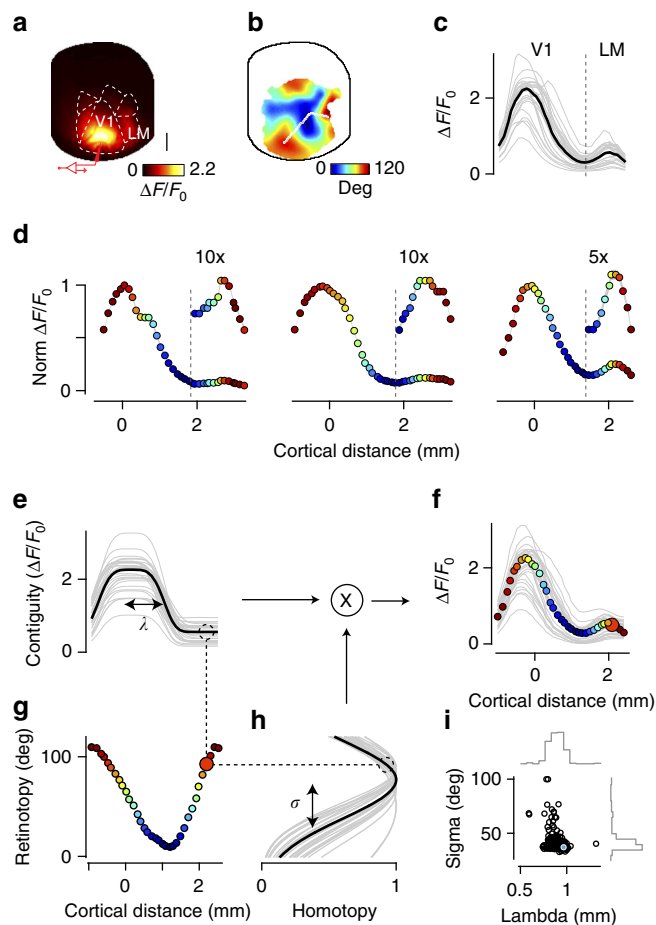 a
V1
LM
0 2.2
ΔF/F0
b
0 120
Deg
c
V1 LM
ΔF/F0
2
0
d
10x 10x 5x
Norm ΔF/F0
1
0
0 2 0 2 0 2
Cortical distance (mm)
e
Contiguity (ΔF/F0)
2
0
λ
X
f
ΔF/F0
2
0
0 2
Cortical distance (mm)
g
Retinotopy (deg)
100
0
0 2
Cortical distance (mm)
h
σ
0 1
Homotopy
i
Sigma (deg)
100
50
0.5 1
Lambda (mm)